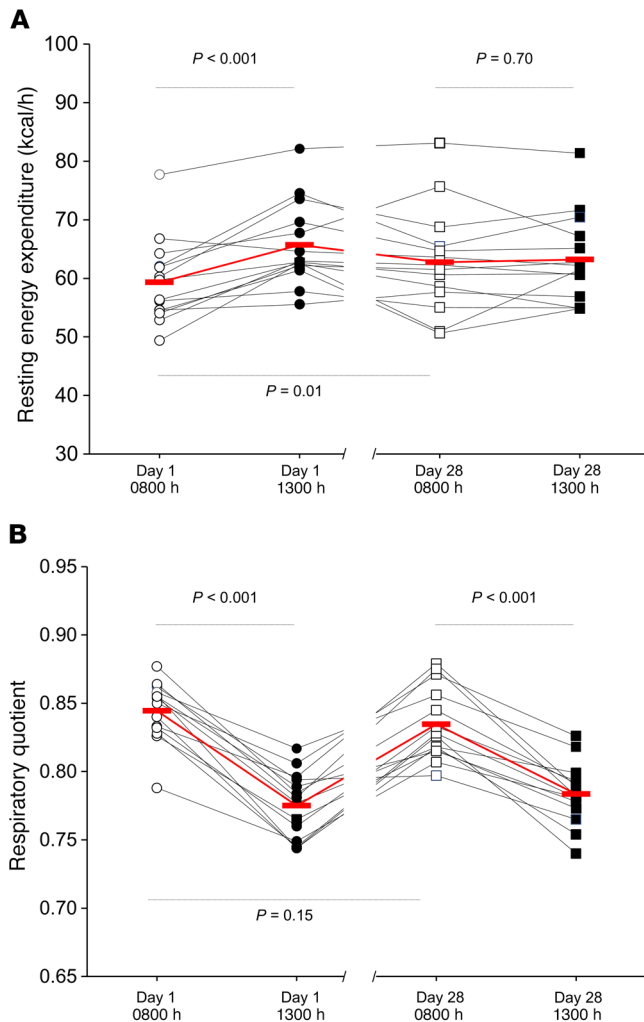 A
Resting energy expenditure (kcal/h)
100
90
80
70
60
50
40
30
P < 0.001
P = 0.70
P = 0.01
Day 1
0800 h
Day 1
1300 h
Day 28
0800 h
Day 28
1300 h
B
Respiratory quotient
0.95
0.90
0.85
0.80
0.75
0.70
0.65
P < 0.001
P < 0.001
P = 0.15
Day 1
0800 h
Day 1
1300 h
Day 28
0800 h
Day 28
1300 h